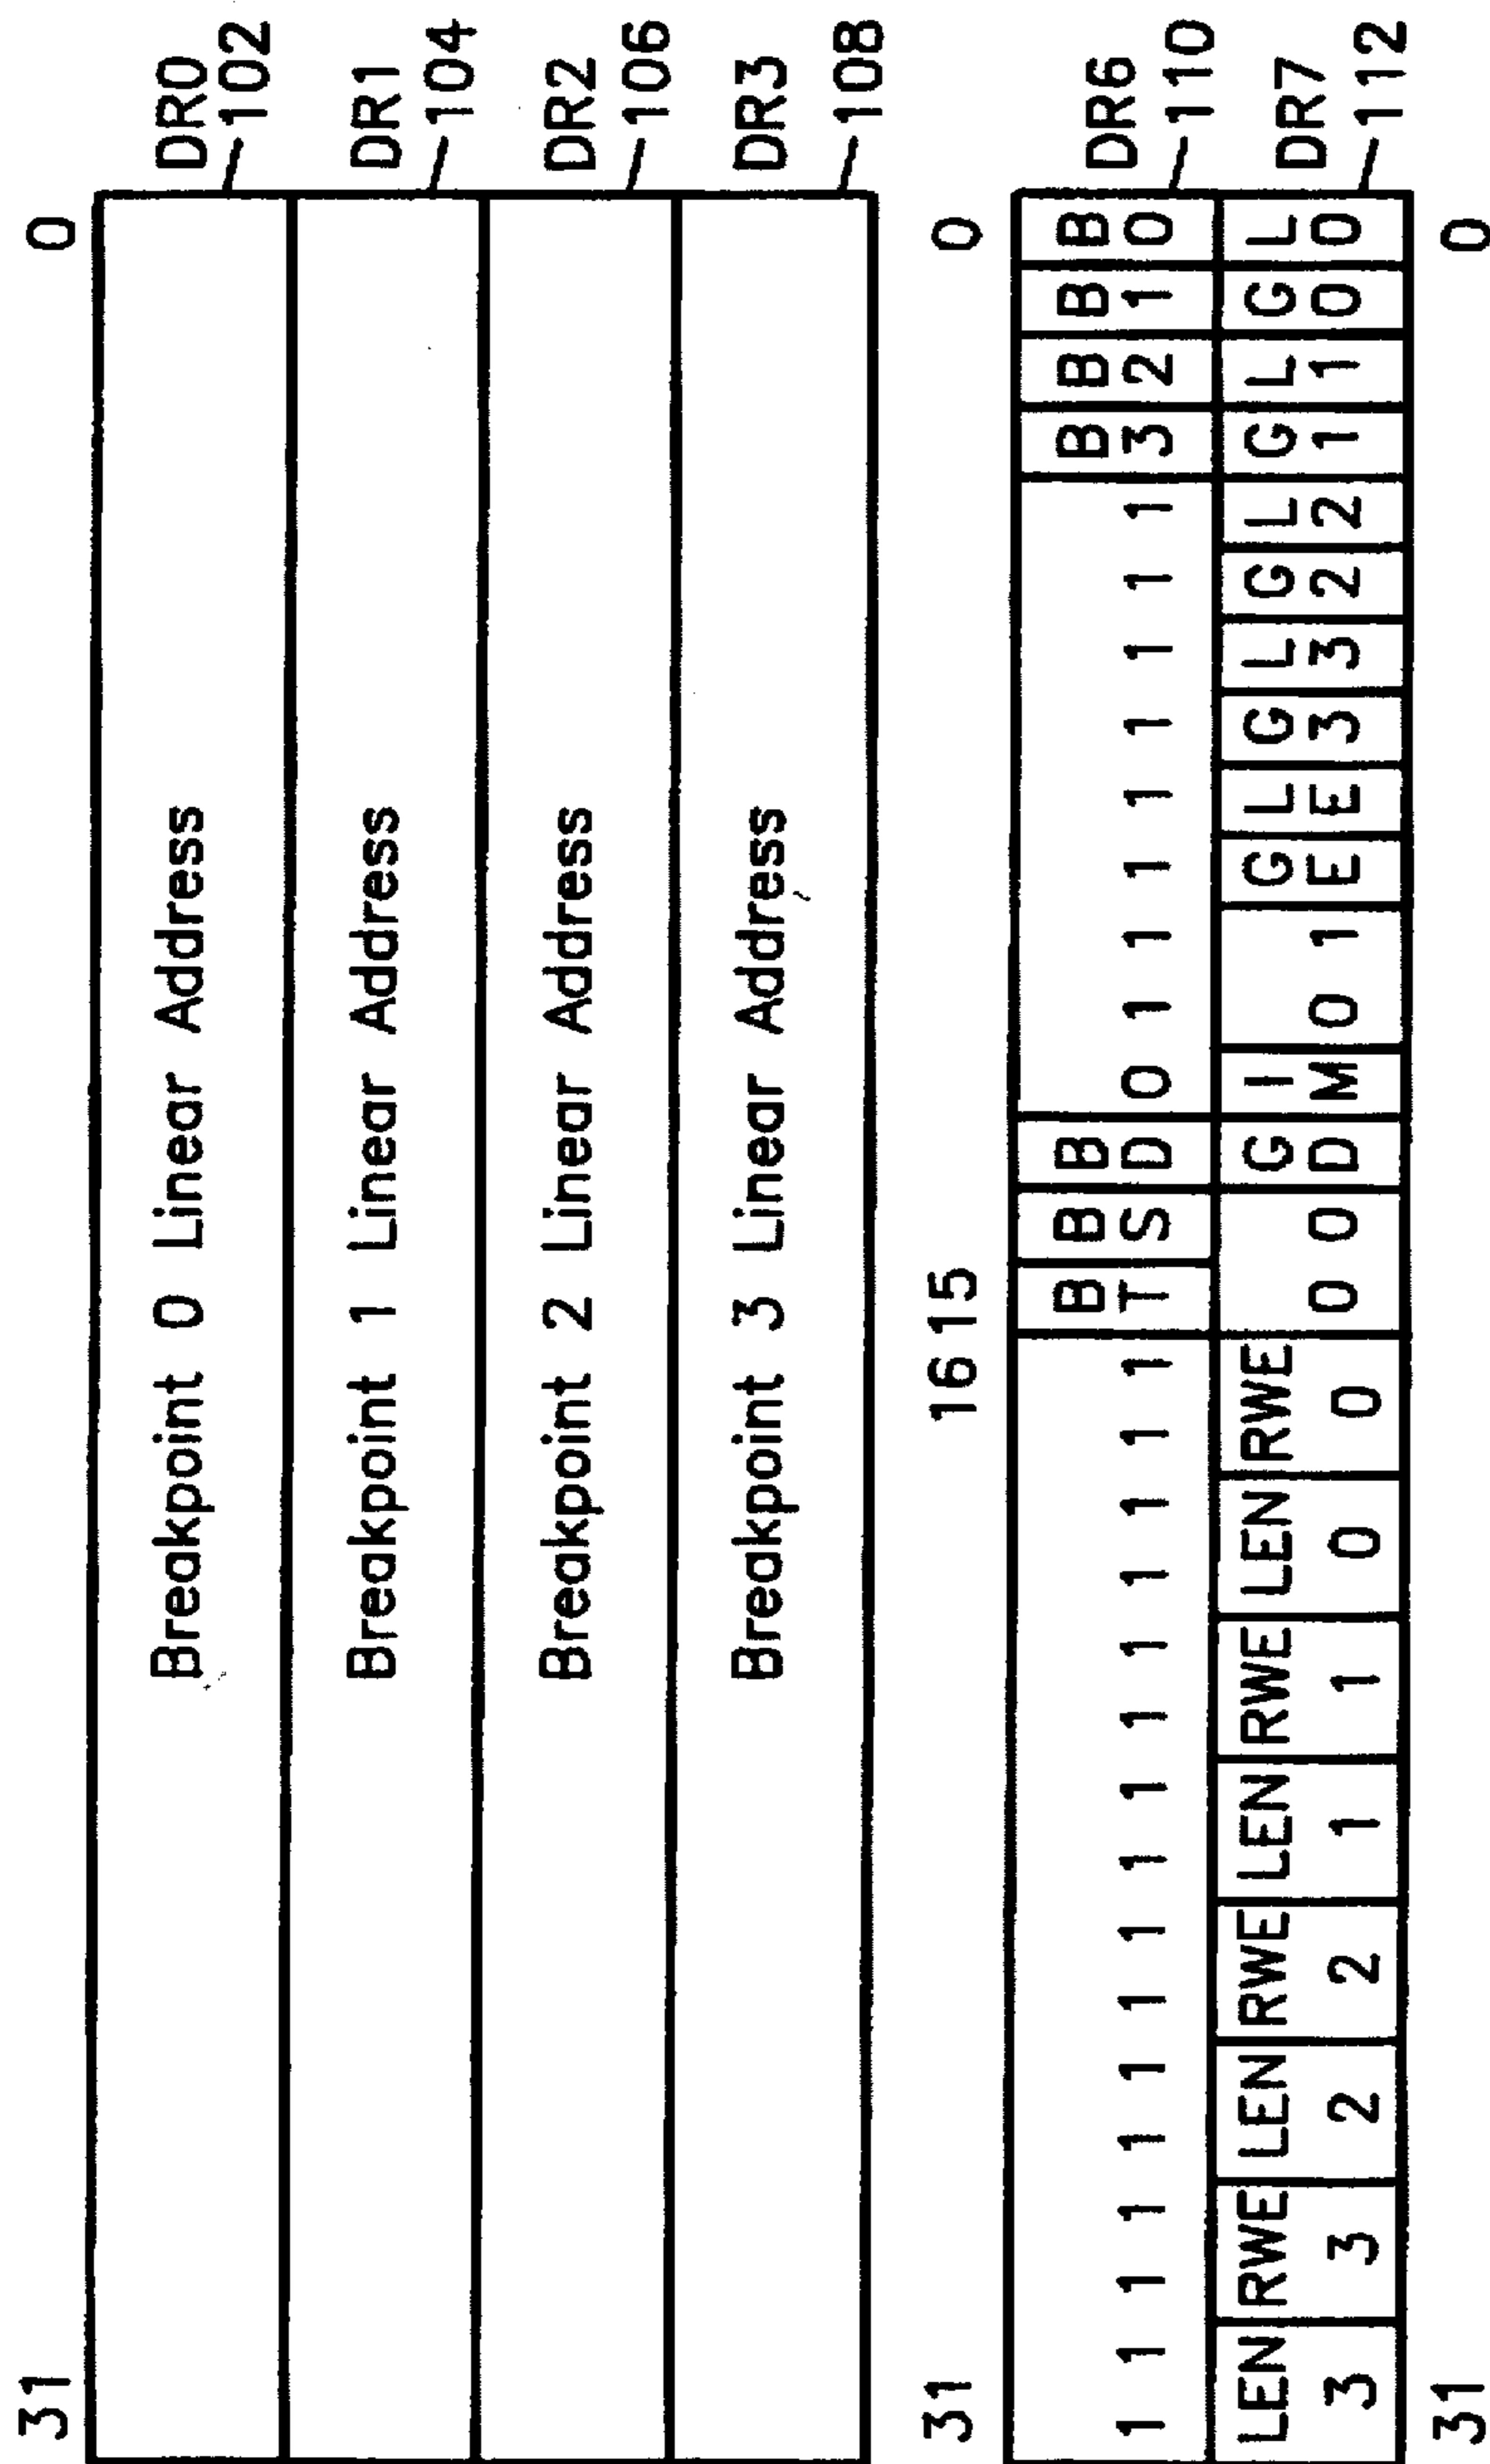 31 0
Breakpoint 0 Linear Address DR0
102
Breakpoint 1 Linear Address DR1
104
Breakpoint 2 Linear Address DR2
106
Breakpoint 3 Linear Address DR3
108
31 16 15 0
B B B B B B B DR6
1 1 1 1 1 1 1 1 1 1 1 1 1 1 1 1 T S D 0 1 1 1 1 1 1 1 1 3 2 1 0 110
LEN RWE LEN RWE LEN RWE LEN RWE G I G L G L G L G L G L DR7
3 3 2 2 1 1 0 0 0 0 D M 0 1 E E 3 3 2 2 1 1 0 0 112
31 0